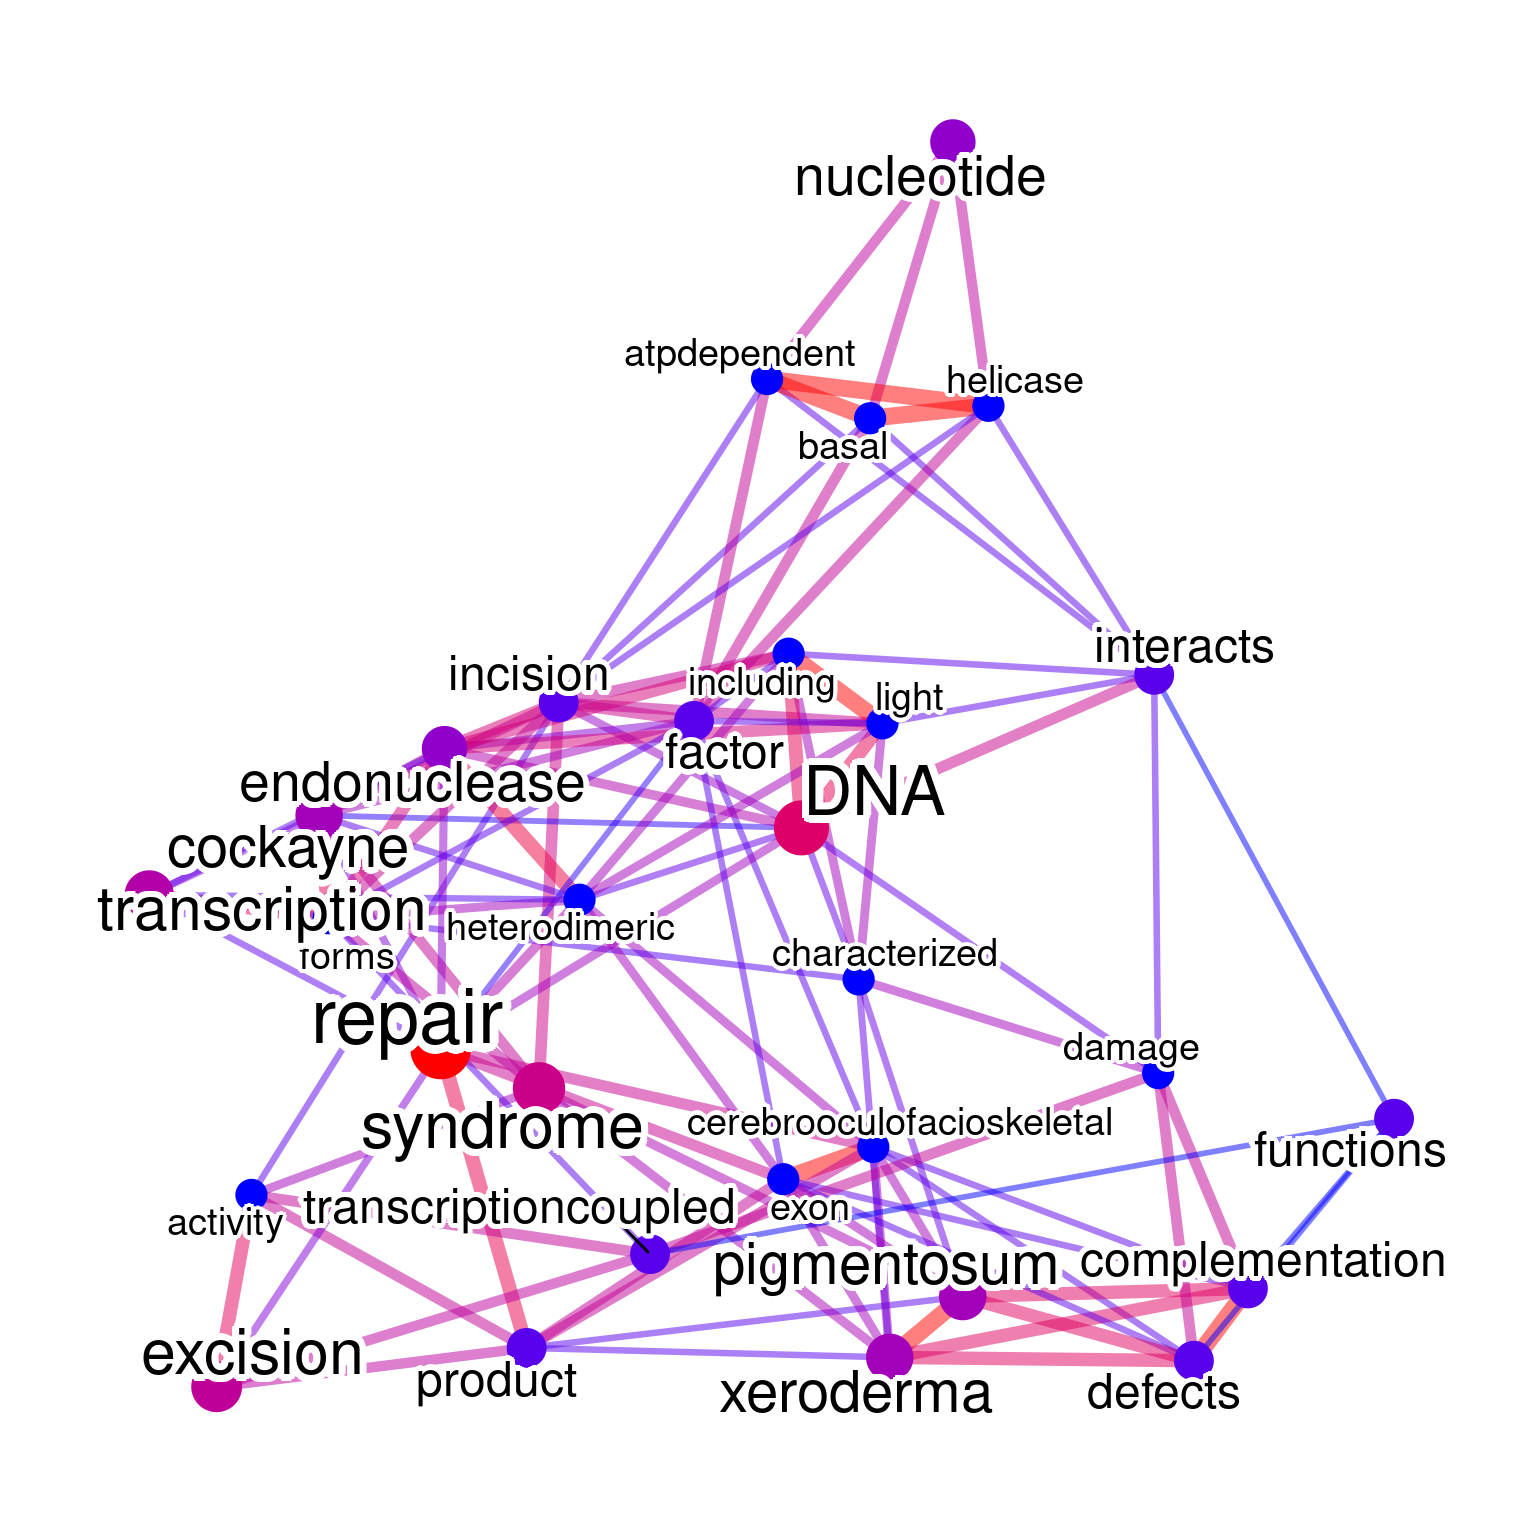 nucleotide
atpdependent
helicase
basal
interacts
incision
including
light
factor
endonuclease
DNA
cockayne
transcription
heterodimeric
forms
characterized
repair
damage
syndrome
cerebrooculofacioskeletal
functions
transcriptioncoupled
exon
activity
pigmentosum
complementation
excision
product
xeroderma
defects